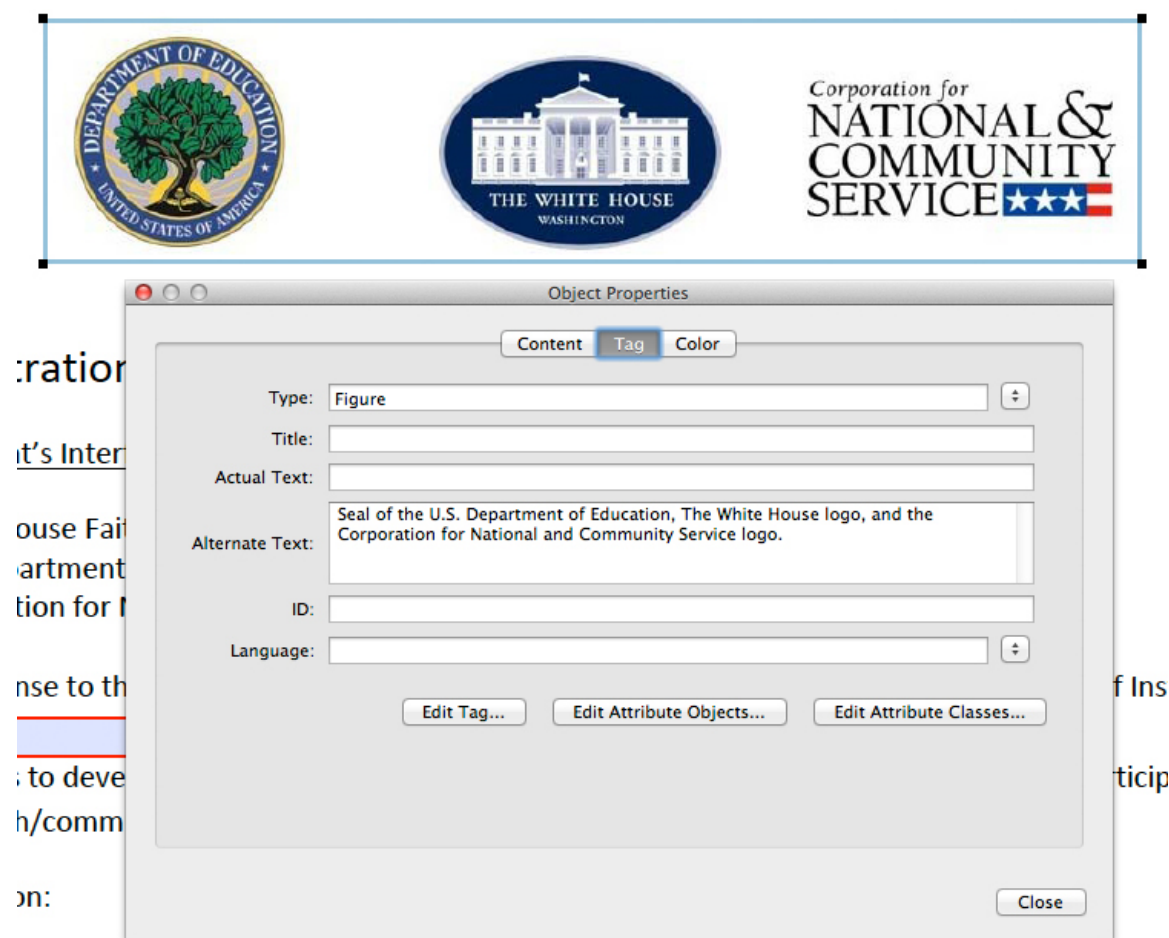 DEPARTMENT OF EDUCATION
UNITED STATES OF AMERICA
THE WHITE HOUSE
WASHINGTON
Corporation for
NATIONAL &
COMMUNITY
SERVICE
Object Properties
Content Tag Color
Type: Figure
Title:
Actual Text:
Alternate Text: Seal of the U.S. Department of Education, The White House logo, and the
Corporation for National and Community Service logo.
ID:
Language:
Edit Tag... Edit Attribute Objects... Edit Attribute Classes...
Close
tration
nt's Inter
ouse Fait
artment
tion for N
nse to th
f Ins
s to deve
rticip
h/comm
on: